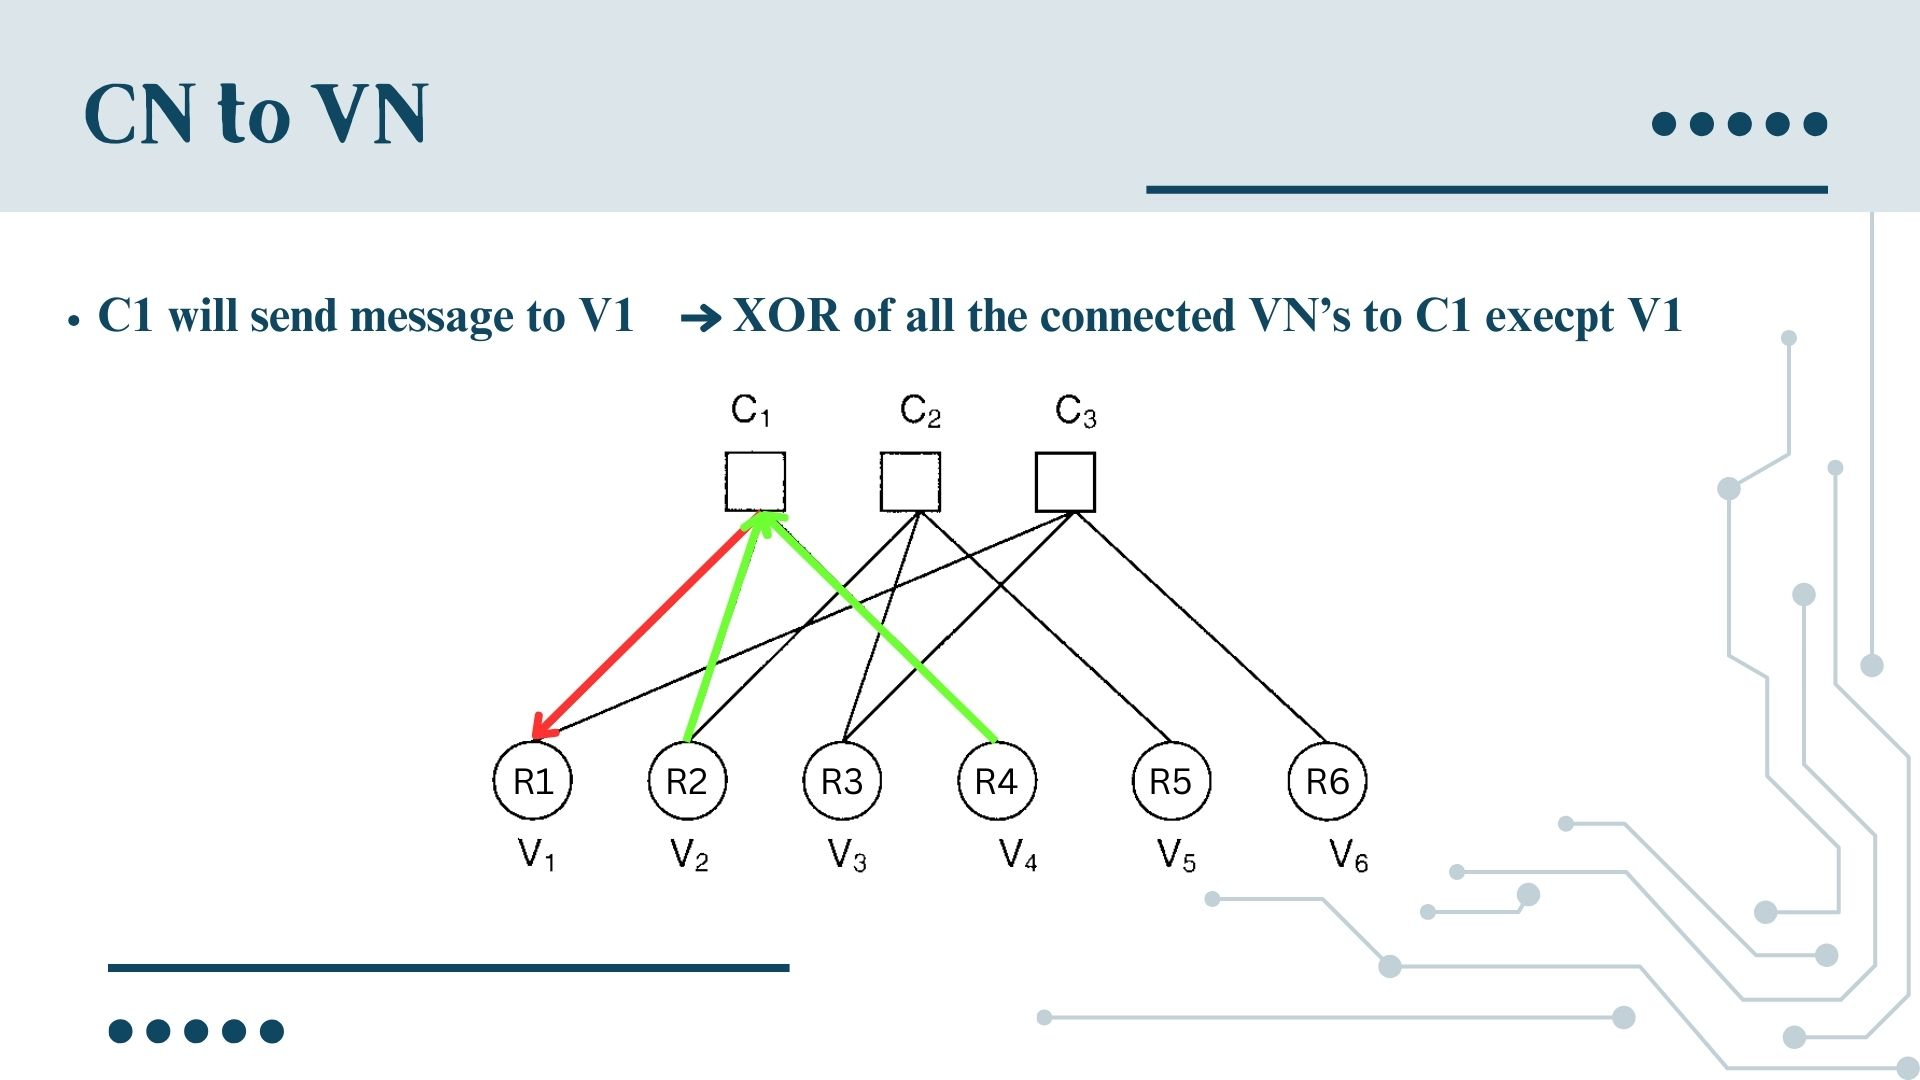 CN to VN
• C1 will send message to V1 → XOR of all the connected VN’s to C1 execpt V1
C₁ C₂ C₃
R1 R2 R3 R4 R5 R6
V₁ V₂ V₃ V₄ V₅ V₆